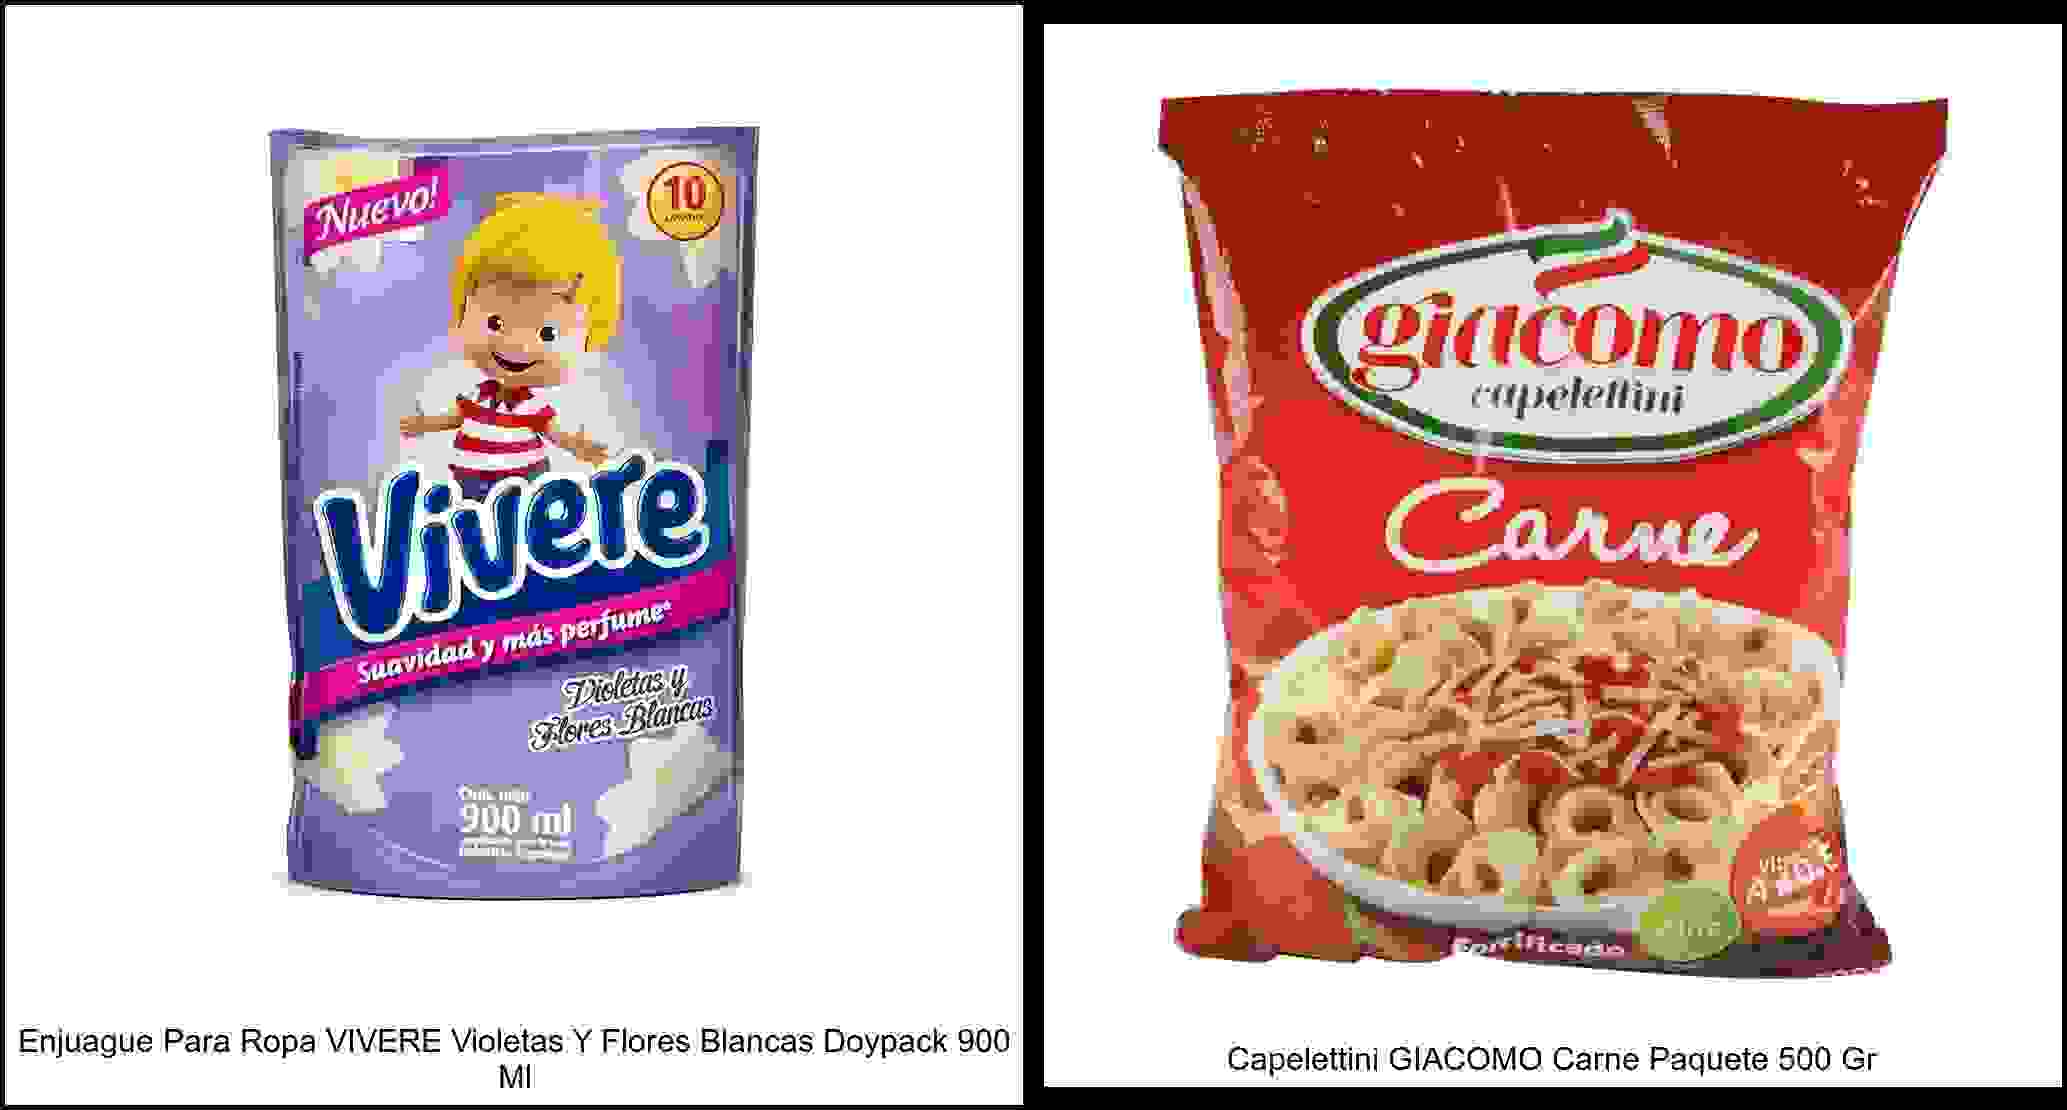 Nuevo!
10
Vivere
Suavidad y más perfume*
Violetas y
Flores Blancas
900 ml
Enjuague Para Ropa VIVERE Violetas Y Flores Blancas Doypack 900
Ml
giacomo
capelettini
Carne
Fortificado
Capelettini GIACOMO Carne Paquete 500 Gr